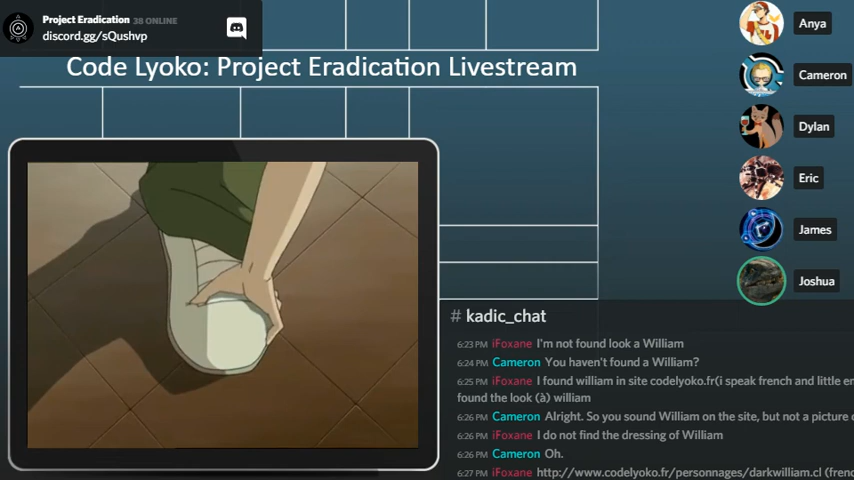 Project Eradication 38 ONLINE
discord.gg/sQushvp
Code Lyoko: Project Eradication Livestream
Anya
Cameron
Dylan
Eric
James
Joshua
# kadic_chat
6:23 PM iFoxane I'm not found look a William
6:24 PM Cameron You haven't found a William?
6:25 PM iFoxane I found william in site codelyoko.fr(i speak french and little en
found the look (à) william
6:26 PM Cameron Alright. So you sound William on the site, but not a picture
6:26 PM iFoxane I do not find the dressing of William
6:26 PM Cameron Oh.
6:27 PM iFoxane http://www.codelyoko.fr/personnages/darkwilliam.cl (frenc